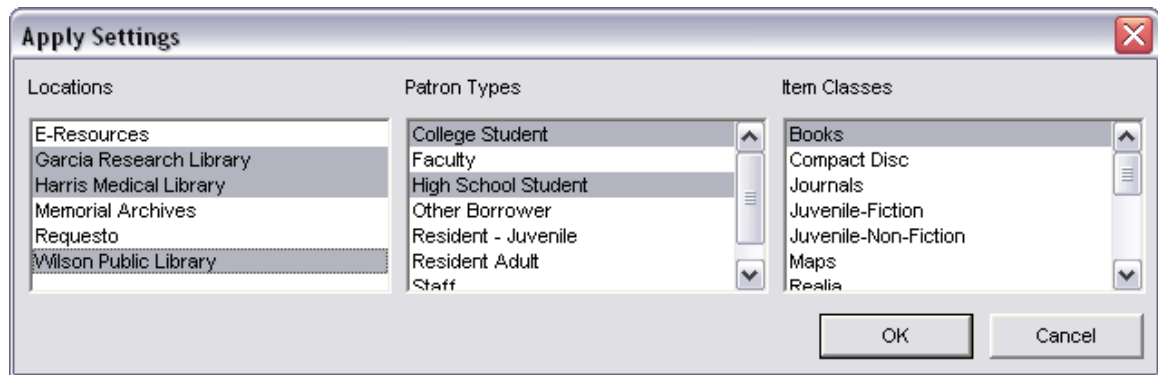 Apply Settings
Locations
Patron Types
Item Classes
E-Resources
Garcia Research Library
Harris Medical Library
Memorial Archives
Requesto
Wilson Public Library
College Student
Faculty
High School Student
Other Borrower
Resident - Juvenile
Resident Adult
Staff
Books
Compact Disc
Journals
Juvenile-Fiction
Juvenile-Non-Fiction
Maps
Realia
OK
Cancel